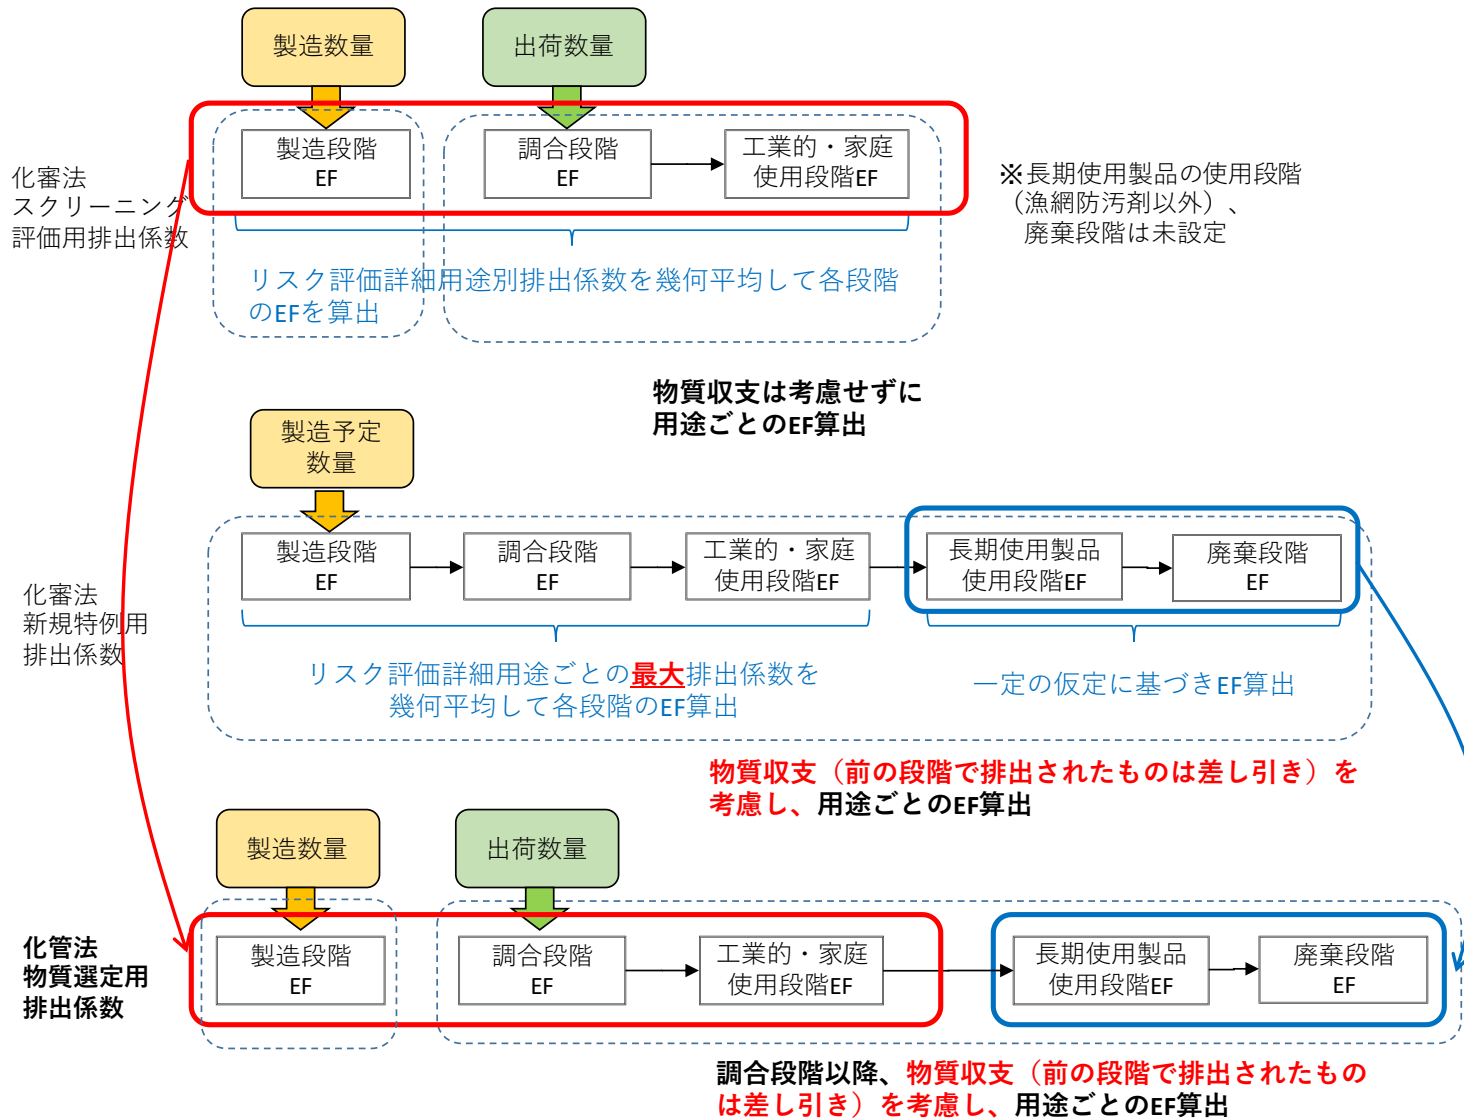 製造数量
出荷数量
製造段階
EF
調合段階
EF
工業的・家庭
使用段階EF
化審法
スクリーニング
評価用排出係数
※長期使用製品の使用段階
（漁網防汚剤以外）、
廃棄段階は未設定
リスク評価詳細用途別排出係数を幾何平均して各段階
のEFを算出
物質収支は考慮せずに
用途ごとのEF算出
製造予定
数量
製造段階
EF
調合段階
EF
工業的・家庭
使用段階EF
長期使用製品
使用段階EF
廃棄段階
EF
化審法
新規特例用
排出係数
リスク評価詳細用途ごとの最大排出係数を
幾何平均して各段階のEF算出
一定の仮定に基づきEF算出
物質収支（前の段階で排出されたものは差し引き）を
考慮し、用途ごとのEF算出
製造数量
出荷数量
化管法
物質選定用
排出係数
製造段階
EF
調合段階
EF
工業的・家庭
使用段階EF
長期使用製品
使用段階EF
廃棄段階
EF
調合段階以降、物質収支（前の段階で排出されたもの
は差し引き）を考慮し、用途ごとのEF算出